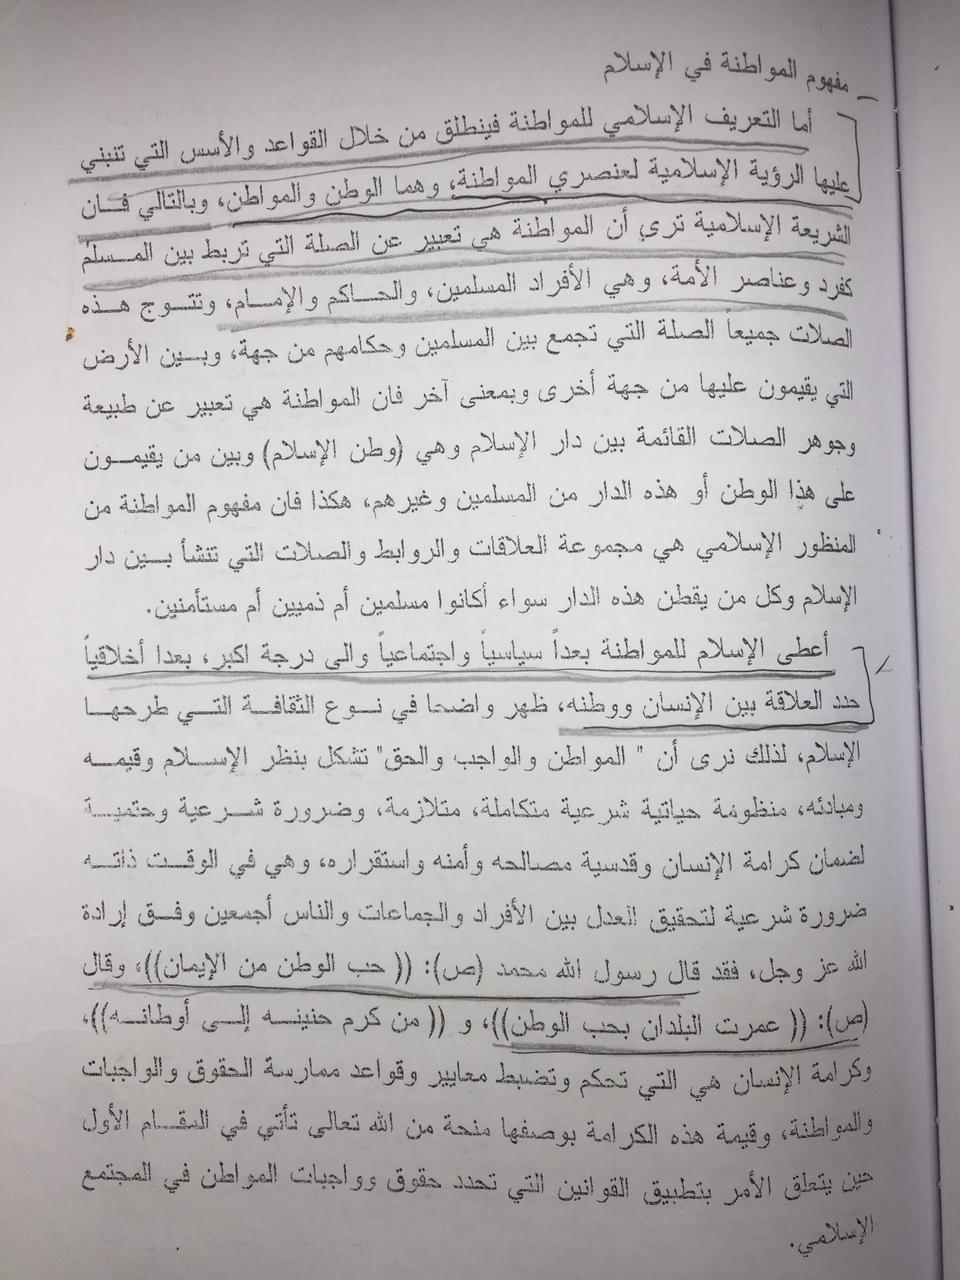 مفهوم المواطنة في الإسلام
أما التعريف الإسلامي للمواطنة فينطلق من خلال القواعد والأسس التي تنبني
عليها الرؤية الإسلامية لعنصري المواطنة، وهما الوطن والمواطن، وبالتالي فان
الشريعة الإسلامية ترى أن المواطنة هي تعبير عن الصلة التي تربط بين المسلم
كفرد وعناصر الأمة، وهي الأفراد المسلمين، والحاكم والإمام، وتتوج هذه
الصلات جميعاً الصلة التي تجمع بين المسلمين وحكامهم من جهة، وبين الأرض
التي يقيمون عليها من جهة أخرى وبمعنى آخر فان المواطنة هي تعبير عن طبيعة
وجوهر الصلات القائمة بين دار الإسلام وهي (وطن الإسلام) وبين من يقيمون
على هذا الوطن أو هذه الدار من المسلمين وغيرهم، هكذا فان مفهوم المواطنة من
المنظور الإسلامي هي مجموعة العلاقات والروابط والصلات التي تنشأ بين دار
الإسلام وكل من يقطن هذه الدار سواء أكانوا مسلمين أم ذميين أم مستأمنين.
أعطى الإسلام للمواطنة بعداً سياسياً واجتماعياً والى درجة اكبر، بعدا أخلاقياً
حدد العلاقة بين الإنسان ووطنه، ظهر واضحا في نوع الثقافة التي طرحها
الإسلام، لذلك نرى أن " المواطن والواجب والحق" تشكل بنظر الإسلام وقيمه
ومبادئه، منظومة حياتية شرعية متكاملة، متلازمة، وضرورة شرعية وحتمية
لضمان كرامة الإنسان وقدسية مصالحه وأمنه واستقراره، وهي في الوقت ذاته
ضرورة شرعية لتحقيق العدل بين الأفراد والجماعات والناس أجمعين وفق إرادة
الله عز وجل، فقد قال رسول الله محمد (ص): (( حب الوطن من الإيمان))، وقال
(ص): (( عمرت البلدان بحب الوطن))، و (( من كرم حنينه إلى أوطانه))،
وكرامة الإنسان هي التي تحكم وتضبط معايير وقواعد ممارسة الحقوق والواجبات
والمواطنة، وقيمة هذه الكرامة بوصفها منحة من الله تعالى تأتي في المقام الأول
حين يتعلق الأمر بتطبيق القوانين التي تحدد حقوق وواجبات المواطن في المجتمع
الإسلامي.